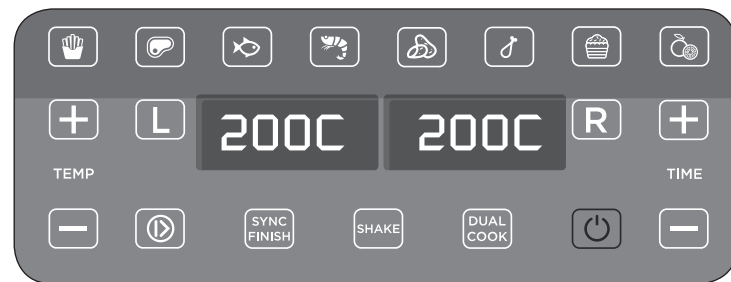 L
200C
200C
R
TEMP
TIME
SYNC
FINISH
SHAKE
DUAL
COOK